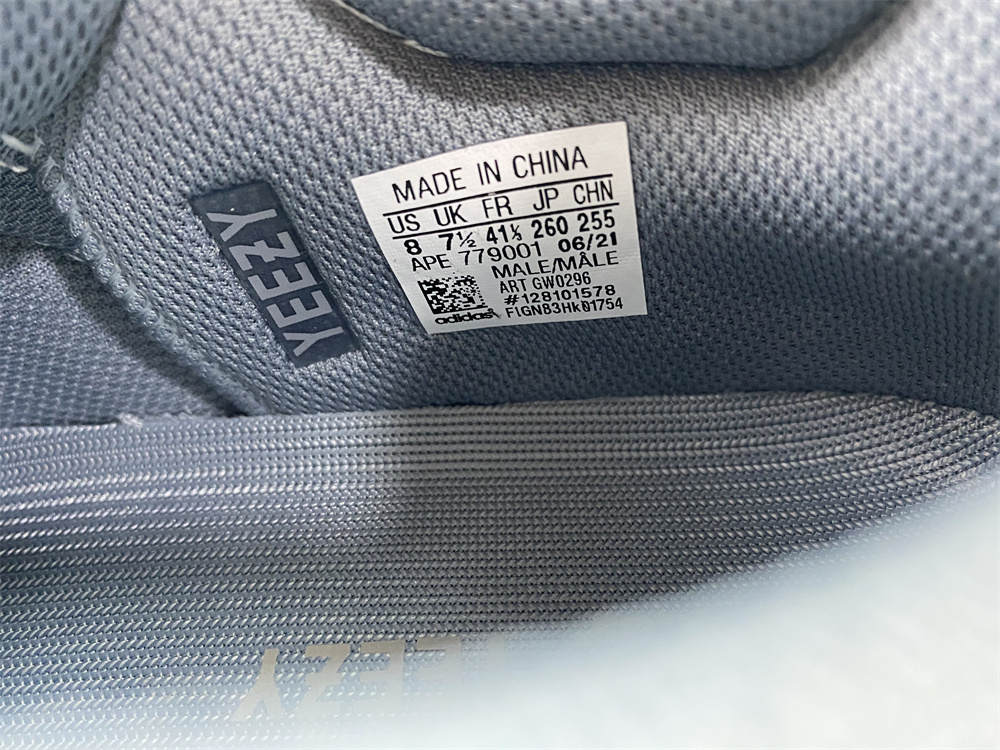 YEEZY
MADE IN CHINA
US UK FR JP CHN
8 7½ 41⅓ 260 255
APE 779001 06/21
MALE/MÂLE
ART GW0296
#128101578
adidas F1GN83HK01754
EEZY